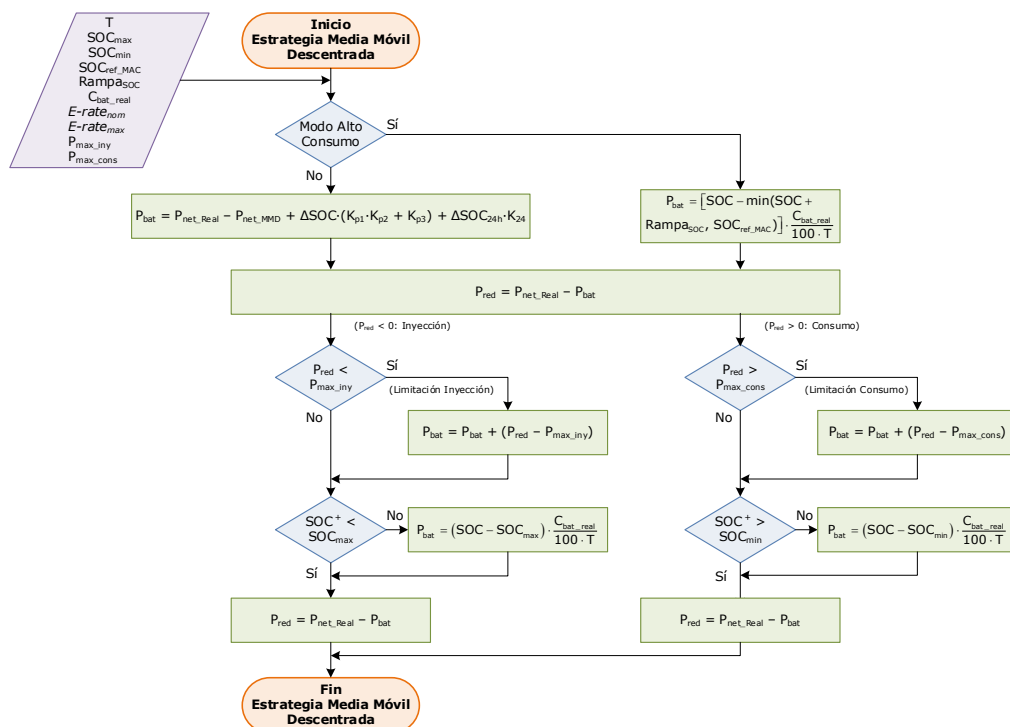 T
SOCmax
SOCmin
SOCref_MAC
RampaSOC
Cbat_real
E-ratenom
E-ratemax
Pmax_iny
Pmax_cons
Inicio
Estrategia Media Móvil
Descentrada
Modo Alto
Consumo
Sí
No
Pbat = Pnet_Real – Pnet_MMD + ΔSOC·(Kp1·Kp2 + Kp3) + ΔSOC24h·K24
Pbat = [SOC – min(SOC +
RampaSOC, SOCref_MAC)] · Cbat_real / 100 · T
Pred = Pnet_Real – Pbat
(Pred < 0: Inyección)
(Pred > 0: Consumo)
Pred <
Pmax_iny
Sí
(Limitación Inyección)
No
Pbat = Pbat + (Pred – Pmax_iny)
Pred >
Pmax_cons
Sí
(Limitación Consumo)
No
Pbat = Pbat + (Pred – Pmax_cons)
SOC+ <
SOCmax
No
Pbat = (SOC – SOCmax) · Cbat_real / 100 · T
Sí
SOC+ >
SOCmin
No
Pbat = (SOC – SOCmin) · Cbat_real / 100 · T
Sí
Pred = Pnet_Real – Pbat
Pred = Pnet_Real – Pbat
Fin
Estrategia Media Móvil
Descentrada